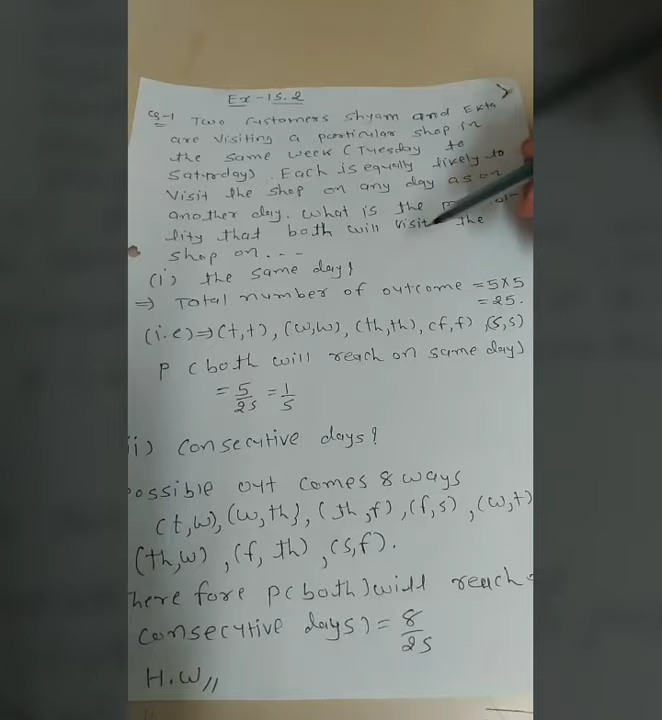 Ex-15.2
Q-1 Two customers shyam and Ekta
are visiting a particular shop in
the same week (Tuesday to
Saturday). Each is equally likely to
visit the shop on any day as on
another day. What is the
lity that both will visit the
shop on...
(i) the same day?
⇒ Total number of outcome = 5×5
= 25.
(i.e) ⇒ (t,t), (w,w), (th,th), (f,f) (s,s)
P (both will reach on same day)
= 5/25 = 1/5
ii) consecutive days?
possible out comes 8 ways
(t,w), (w,th), (th,f), (f,s), (w,t)
(th,w), (f,th), (s,f).
here fore P(both) will reach
consecutive days) = 8/25
H.W//